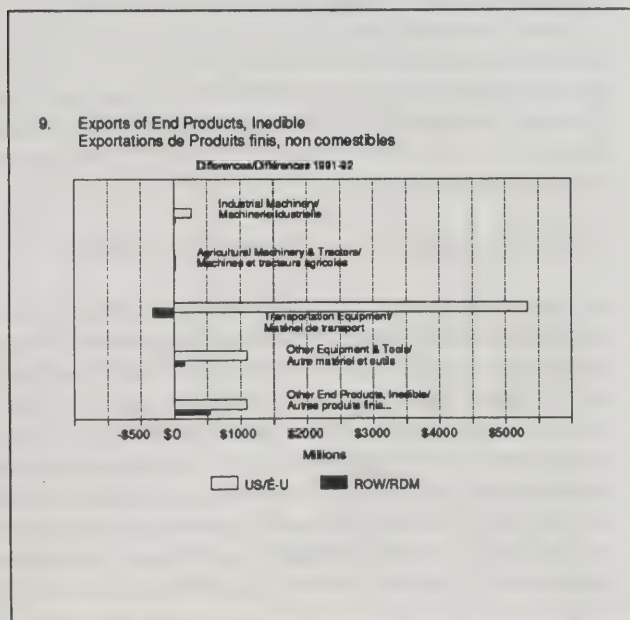 9. Exports of End Products, Inedible
Exportations de Produits finis, non comestibles
Differences/Différences 1991-92
Industrial Machinery/
Machinerie industrielle
Agricultural Machinery & Tractors/
Machines et tracteurs agricoles
Transportation Equipment/
Matériel de transport
Other Equipment & Tools/
Autre matériel et outils
Other End Products, Inedible/
Autres produits finis...
-$500 $0 $1000 $2000 $3000 $4000 $5000
Millions
US/É-U ROW/RDM